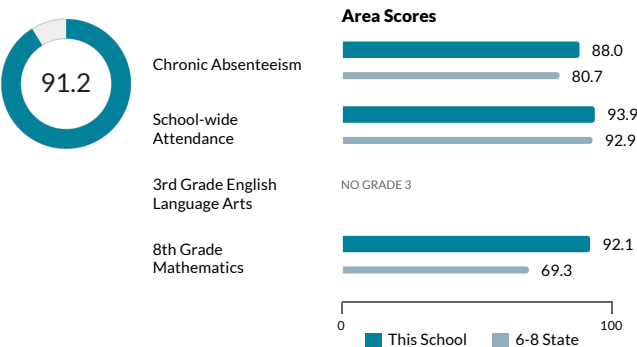 Area Scores
91.2
Chronic Absenteeism
88.0
80.7
School-wide
Attendance
93.9
92.9
3rd Grade English
Language Arts
NO GRADE 3
8th Grade
Mathematics
92.1
69.3
0
100
This School
6-8 State